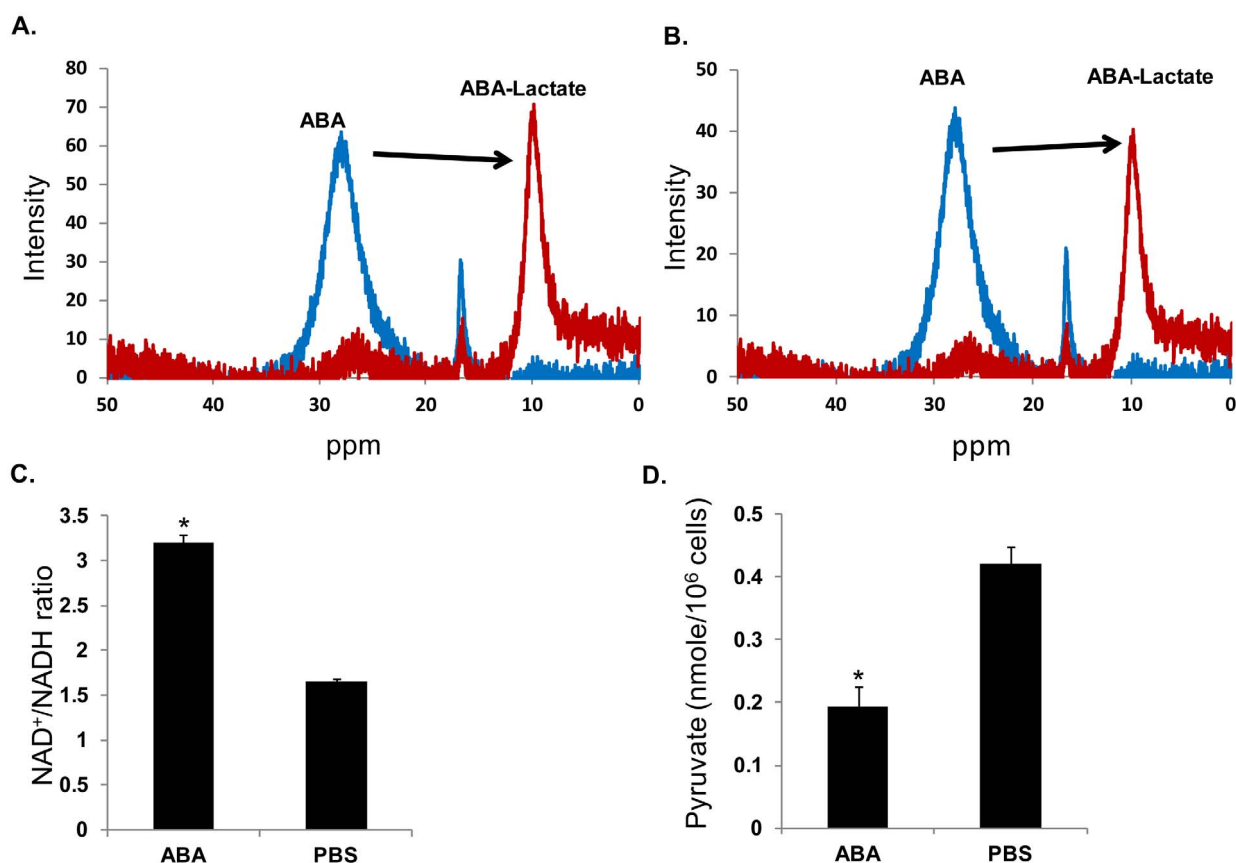 A.
Intensity
80
70
60
50
40
30
20
10
0
ABA
ABA-Lactate
50
40
30
20
10
0
ppm
B.
Intensity
50
40
30
20
10
0
ABA
ABA-Lactate
50
40
30
20
10
0
ppm
C.
NAD⁺/NADH ratio
3.5
3
2.5
2
1.5
1
0.5
0
*
ABA
PBS
D.
Pyruvate (nmole/10⁶ cells)
0.5
0.4
0.3
0.2
0.1
0
*
ABA
PBS